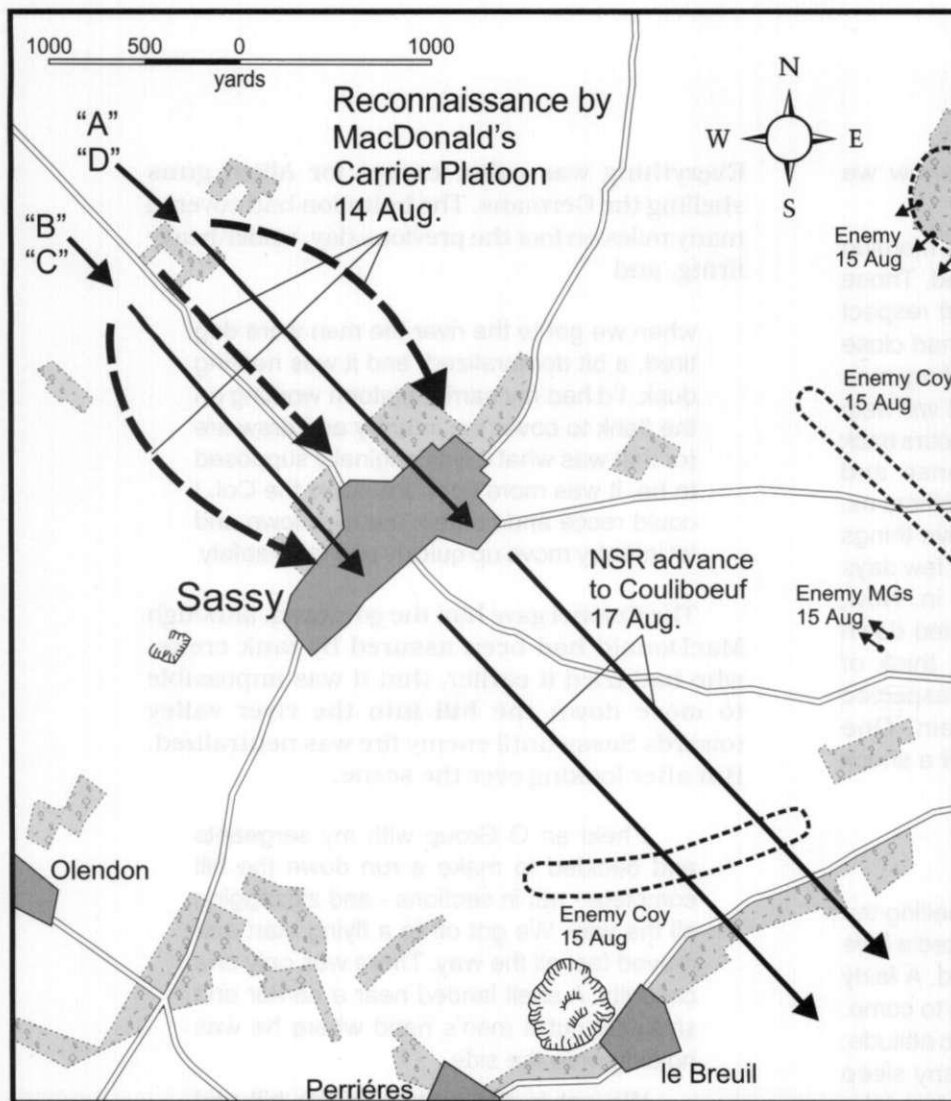 1000 500 0 1000
yards
Reconnaissance by
MacDonald's
Carrier Platoon
14 Aug.
N
W E
S
"A"
"D"
"B"
"C"
Enemy
15 Aug
Enemy Coy
15 Aug
Sassy
NSR advance
to Couliboeuf
17 Aug.
Enemy MGs
15 Aug
Olendon
Enemy Coy
15 Aug
Perriéres
le Breuil